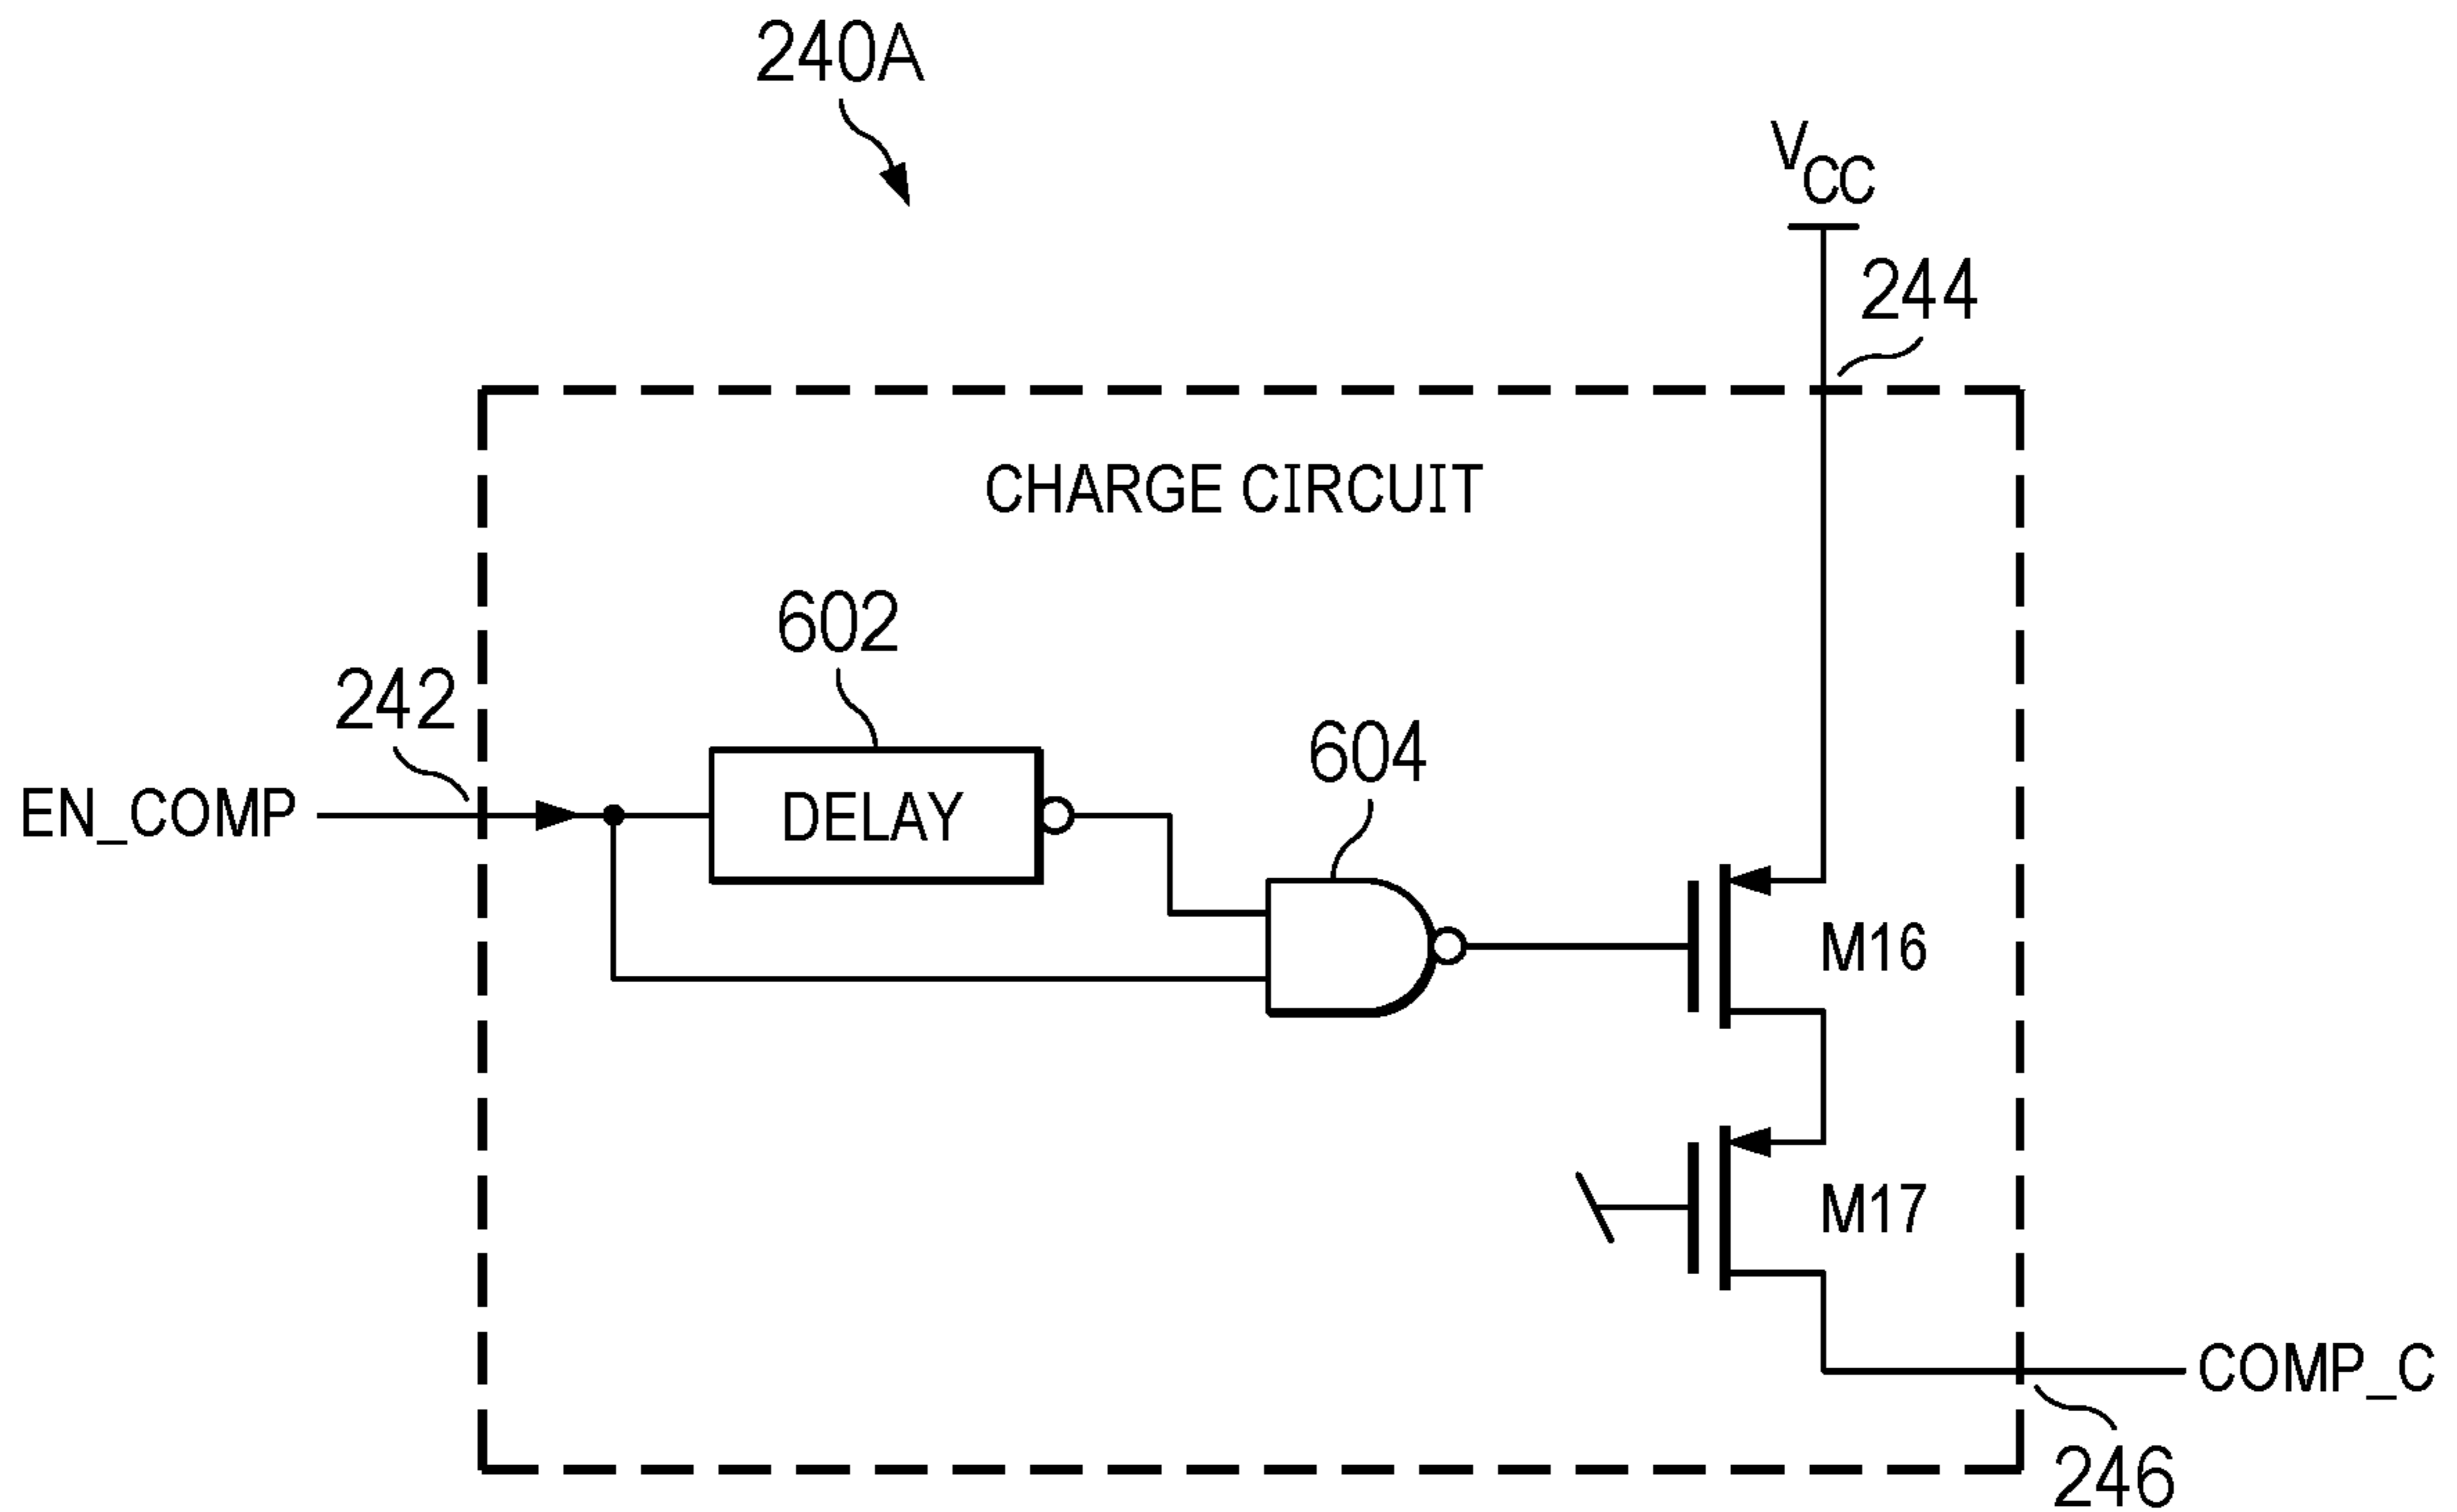 240A
VCC
244
CHARGE CIRCUIT
602
242
604
EN_COMP
DELAY
M16
M17
COMP_C
246